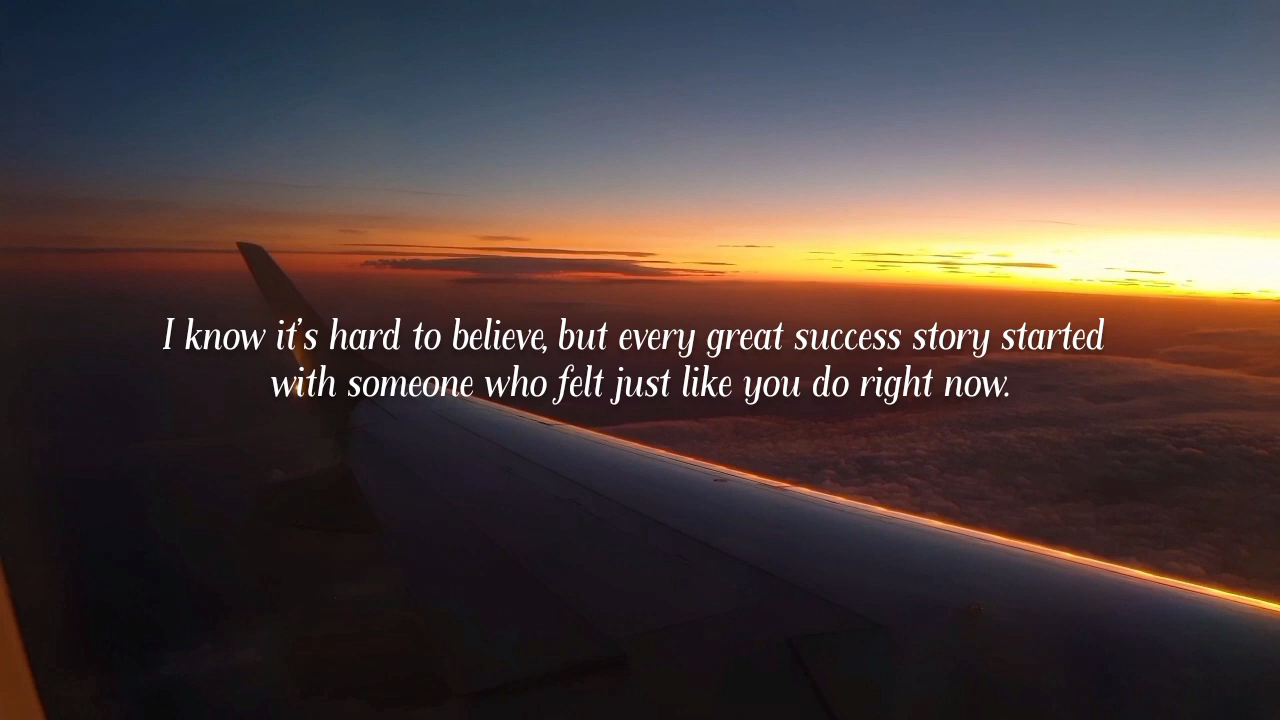 I know it's hard to believe, but every great success story started
with someone who felt just like you do right now.